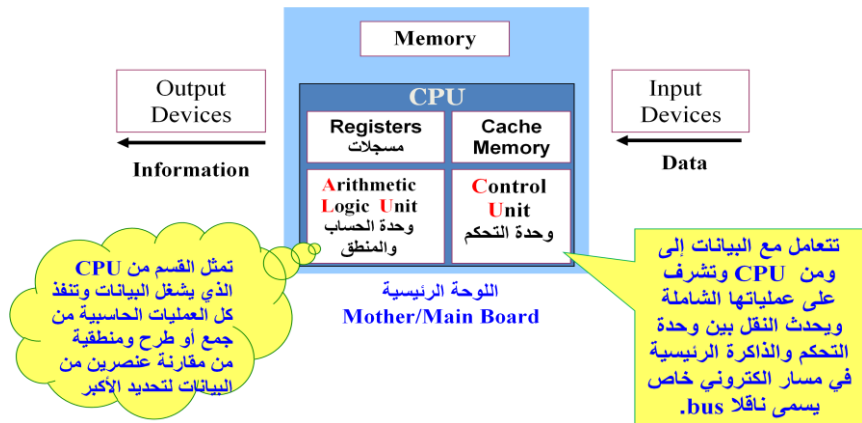 Memory
Output
Devices
Information
Input
Devices
Data
CPU
Registers
مسجلات
Cache
Memory
Arithmetic
Logic Unit
وحدة الحساب
والمنطق
Control
Unit
وحدة التحكم
اللوحة الرئيسية
Mother/Main Board
تمثل القسم من CPU
الذي يشغل البيانات وتنفذ
كل العمليات الحاسبية من
جمع أو طرح ومنطقية
من مقارنة عنصرين من
البيانات لتحديد الأكبر
تتعامل مع البيانات إلى
ومن CPU وتشرف
على عملياتها الشاملة
ويحدث النقل بين وحدة
التحكم والذاكرة الرئيسية
في مسار الكتروني خاص
يسمى ناقلا bus.